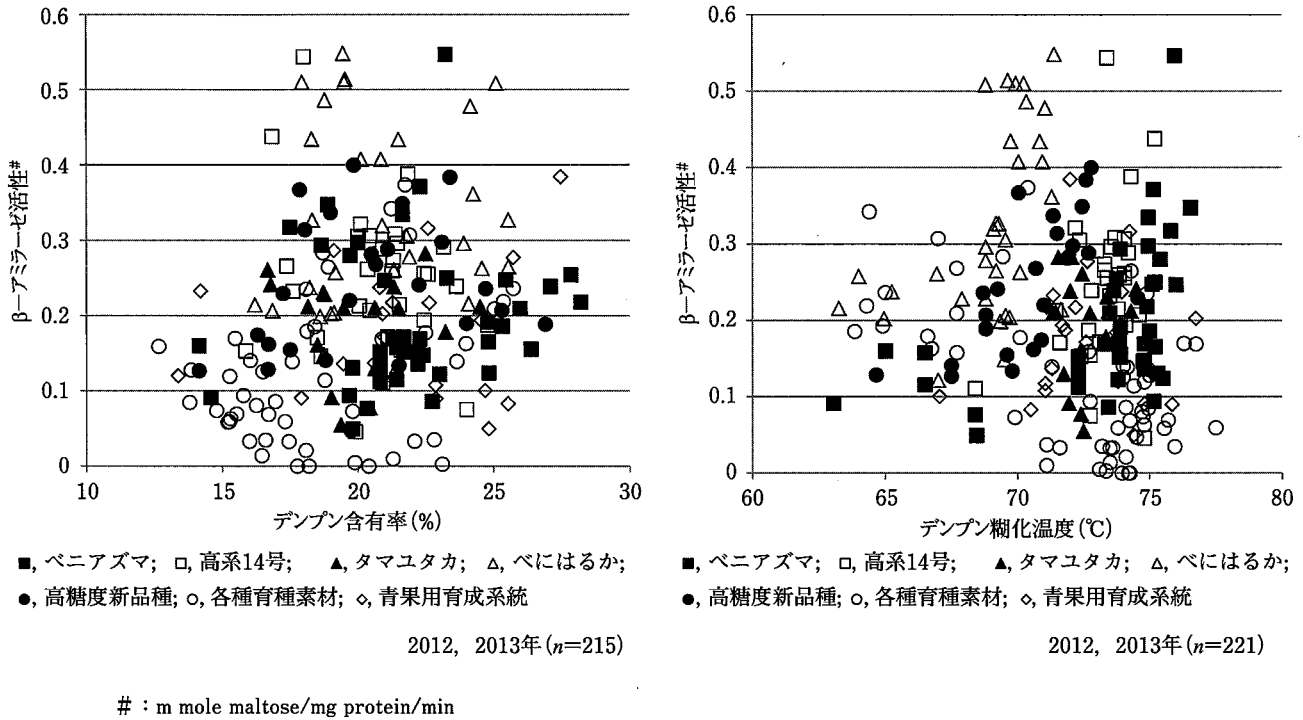 0.6
0.5
0.4
0.3
0.2
0.1
0
β−アミラーゼ活性#
10
15
20
25
30
デンプン含有率(%)
■, ベニアズマ; □, 高系14号; ▲, タマユタカ; △, べにはるか;
●, 高糖度新品種; ○, 各種育種素材; ◇, 青果用育成系統
2012, 2013年(n=215)
0.6
0.5
0.4
0.3
0.2
0.1
0
β−アミラーゼ活性#
60
65
70
75
80
デンプン糊化温度(℃)
■, ベニアズマ; □, 高系14号; ▲, タマユタカ; △, べにはるか;
●, 高糖度新品種; ○, 各種育種素材; ◇, 青果用育成系統
2012, 2013年(n=221)
#:m mole maltose/mg protein/min